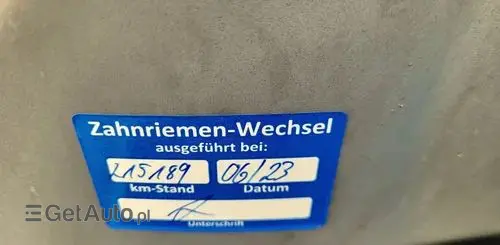 Zahnriemen-Wechsel
ausgeführt bei:
215189 06/23
km-Stand Datum
Unterschrift
GetAuto.pl